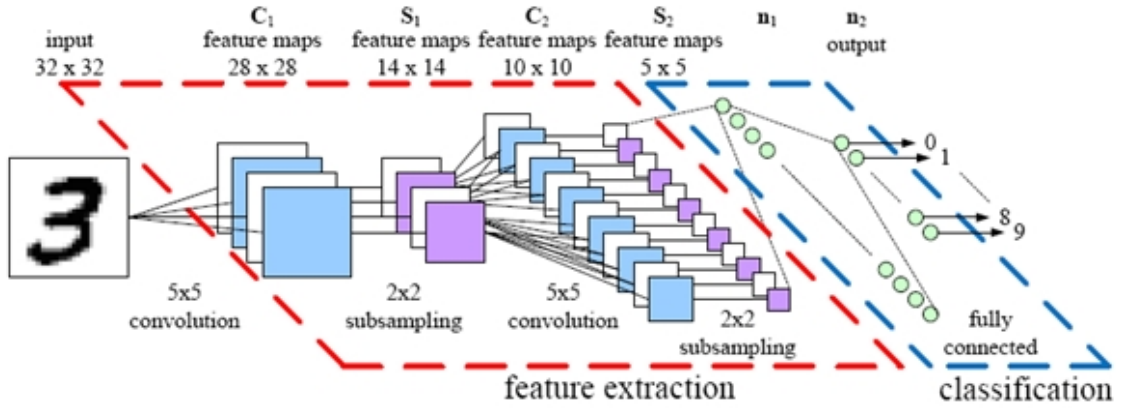 input
32 x 32
C1
feature maps
28 x 28
S1
feature maps
14 x 14
C2
feature maps
10 x 10
S2
feature maps
5 x 5
n1
n2
output
3
0
1
8
9
5x5
convolution
2x2
subsampling
5x5
convolution
2x2
subsampling
fully
connected
feature extraction
classification